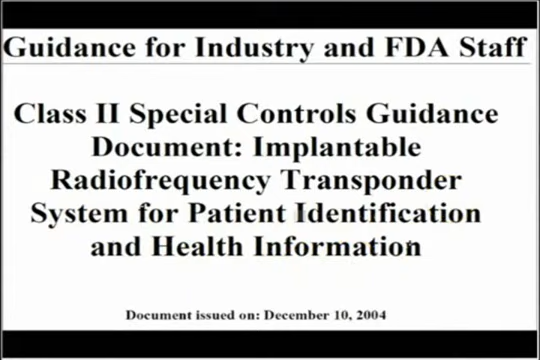 Guidance for Industry and FDA Staff
Class II Special Controls Guidance
Document: Implantable
Radiofrequency Transponder
System for Patient Identification
and Health Information
Document issued on: December 10, 2004